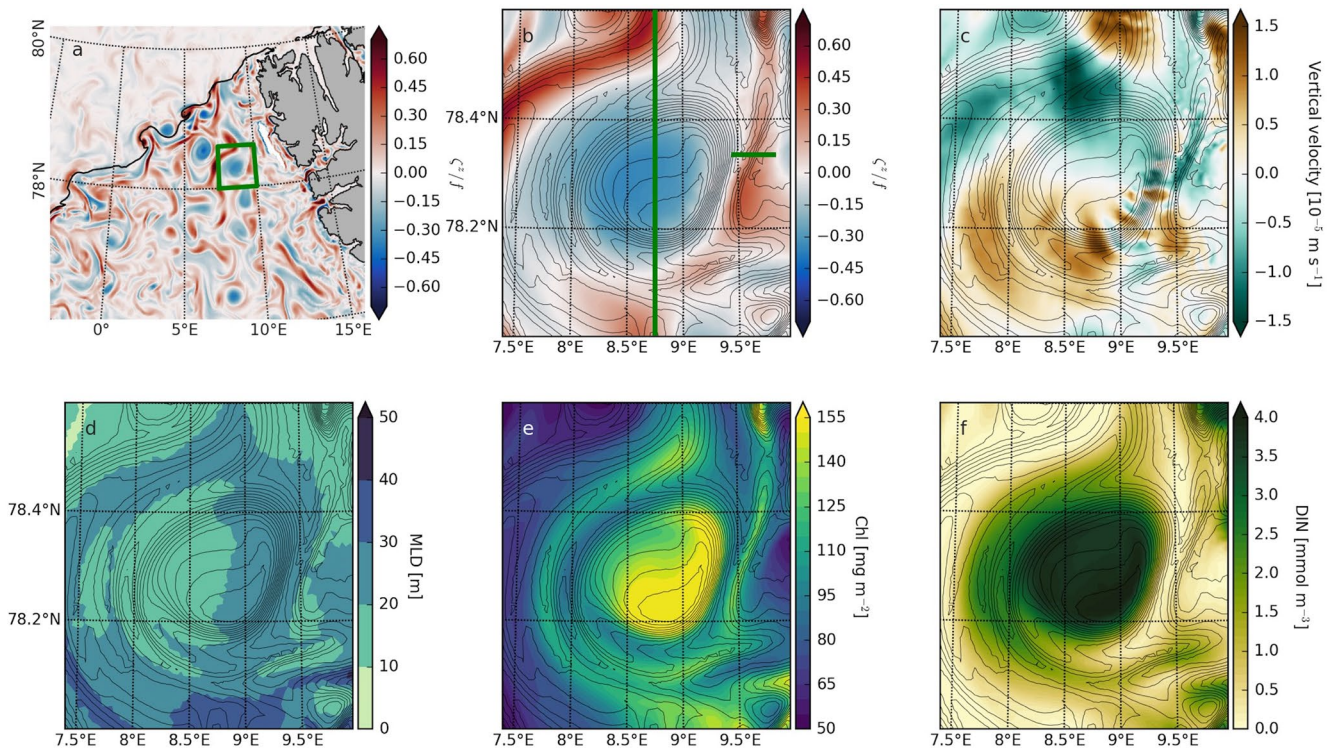 a
80°N
78°N
0°
5°E
10°E
15°E
0.60
0.45
0.30
0.15
0.00
−0.15
−0.30
−0.45
−0.60
ζz/f
b
78.4°N
78.2°N
7.5°E
8°E
8.5°E
9°E
9.5°E
0.60
0.45
0.30
0.15
0.00
−0.15
−0.30
−0.45
−0.60
ζz/f
c
7.5°E
8°E
8.5°E
9°E
9.5°E
1.5
1.0
0.5
0.0
−0.5
−1.0
−1.5
Vertical velocity [10⁻⁵ m s⁻¹]
d
78.4°N
78.2°N
7.5°E
8°E
8.5°E
9°E
9.5°E
50
40
30
20
10
0
MLD [m]
e
7.5°E
8°E
8.5°E
9°E
9.5°E
155
140
125
110
95
80
65
50
Chl [mg m⁻²]
f
7.5°E
8°E
8.5°E
9°E
9.5°E
4.0
3.5
3.0
2.5
2.0
1.5
1.0
0.5
0.0
DIN [mmol m⁻³]